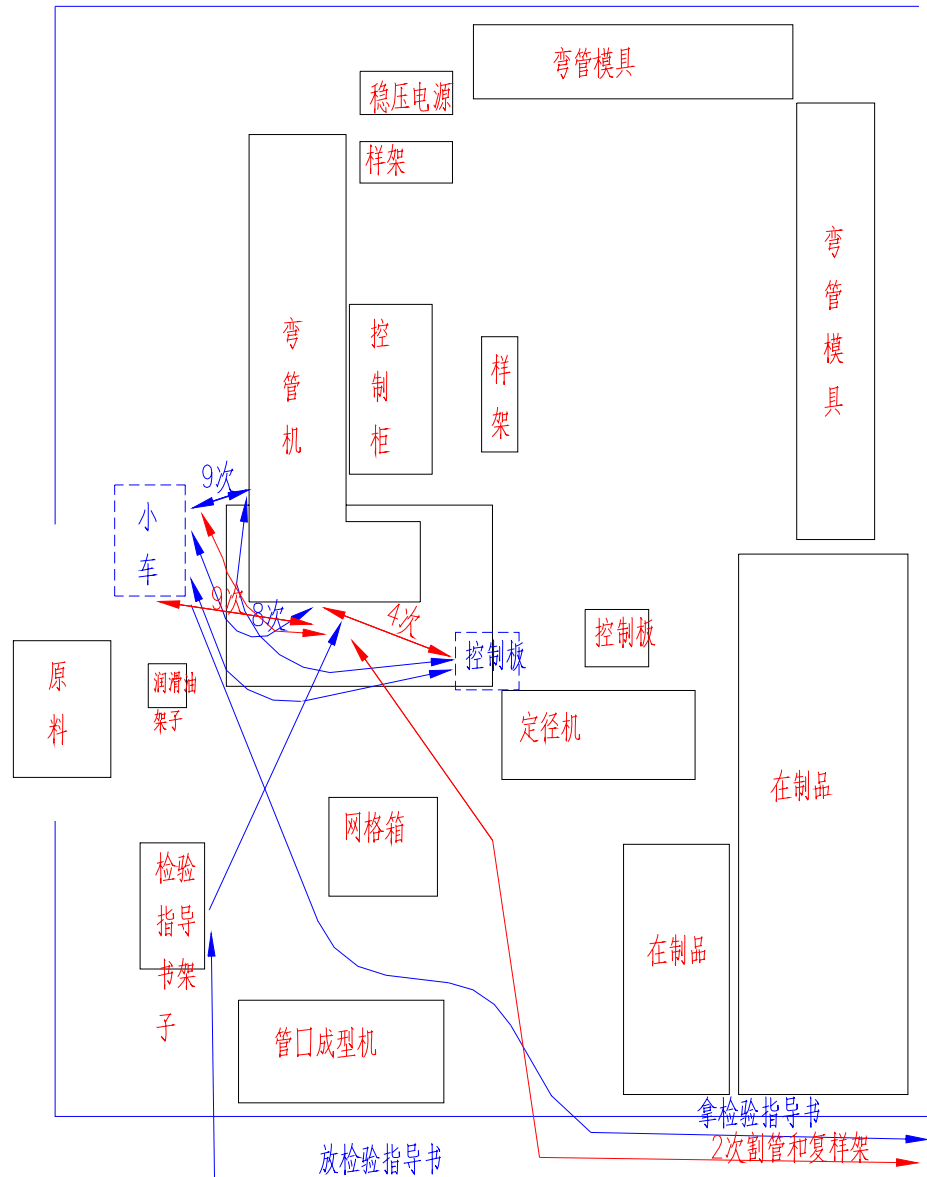 弯管模具
稳压电源
样架
弯管模具
弯管机
控制柜
样架
9次
小车
9次
8次
4次
控制板
控制板
原料
润滑油
架子
定径机
在制品
网格箱
检验
指导
书架
子
在制品
管口成型机
拿检验指导书
2次割管和复样架
放检验指导书